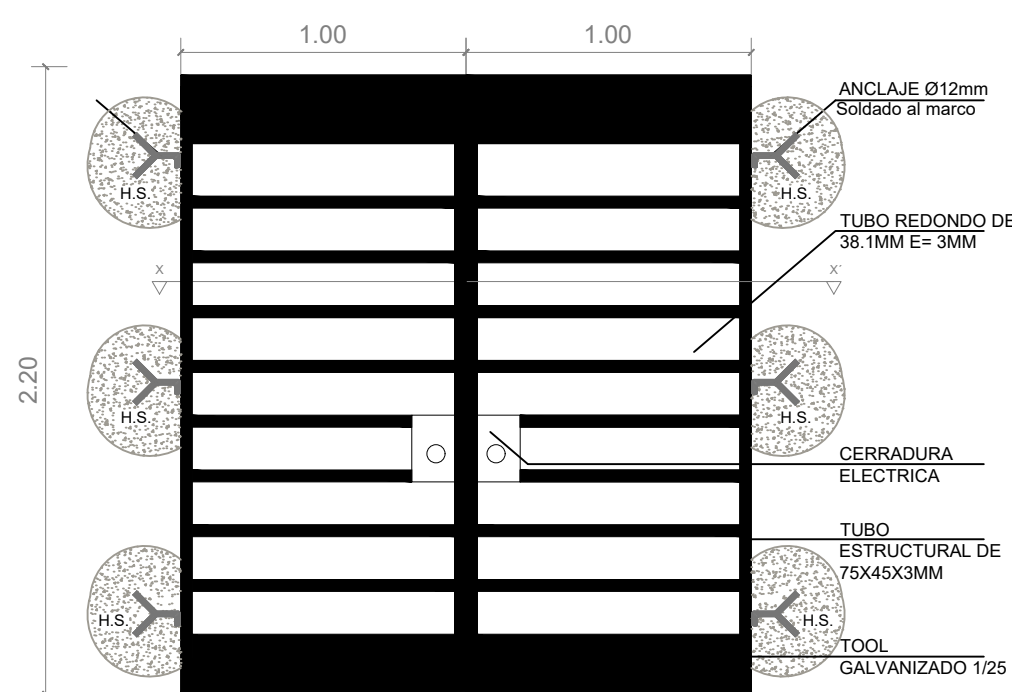 1.00
1.00
ANCLAJE Ø12mm
Soldado al marco
H.S.
H.S.
TUBO REDONDO DE
38.1MM E= 3MM
X
X'
2.20
H.S.
H.S.
CERRADURA
ELECTRICA
TUBO
ESTRUCTURAL DE
75X45X3MM
H.S.
H.S.
TOOL
GALVANIZADO 1/25